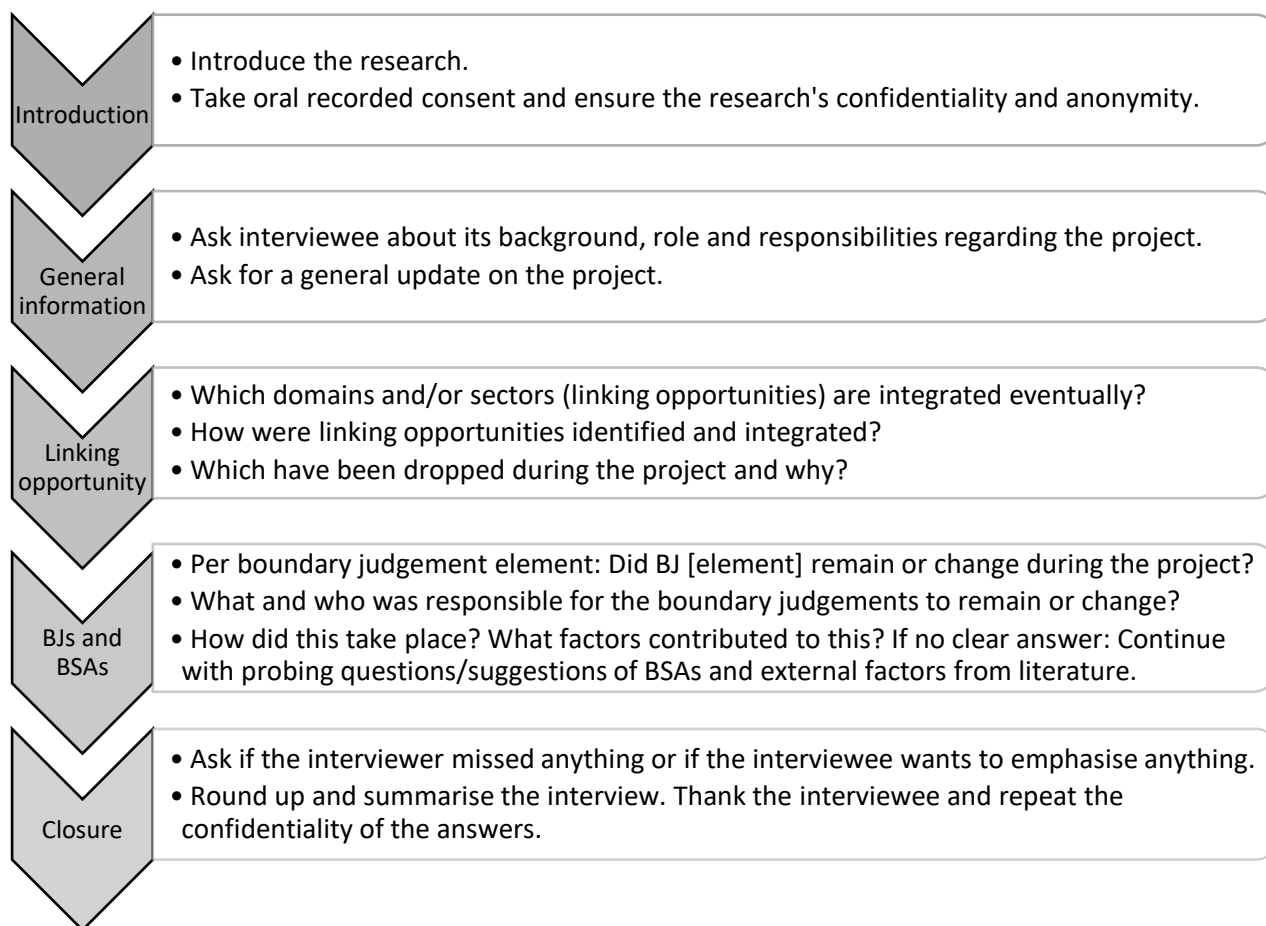 Introduction
• Introduce the research.
• Take oral recorded consent and ensure the research's confidentiality and anonymity.
General
information
• Ask interviewee about its background, role and responsibilities regarding the project.
• Ask for a general update on the project.
Linking
opportunity
• Which domains and/or sectors (linking opportunities) are integrated eventually?
• How were linking opportunities identified and integrated?
• Which have been dropped during the project and why?
BJs and
BSAs
• Per boundary judgement element: Did BJ [element] remain or change during the project?
• What and who was responsible for the boundary judgements to remain or change?
• How did this take place? What factors contributed to this? If no clear answer: Continue
with probing questions/suggestions of BSAs and external factors from literature.
Closure
• Ask if the interviewer missed anything or if the interviewee wants to emphasise anything.
• Round up and summarise the interview. Thank the interviewee and repeat the
confidentiality of the answers.